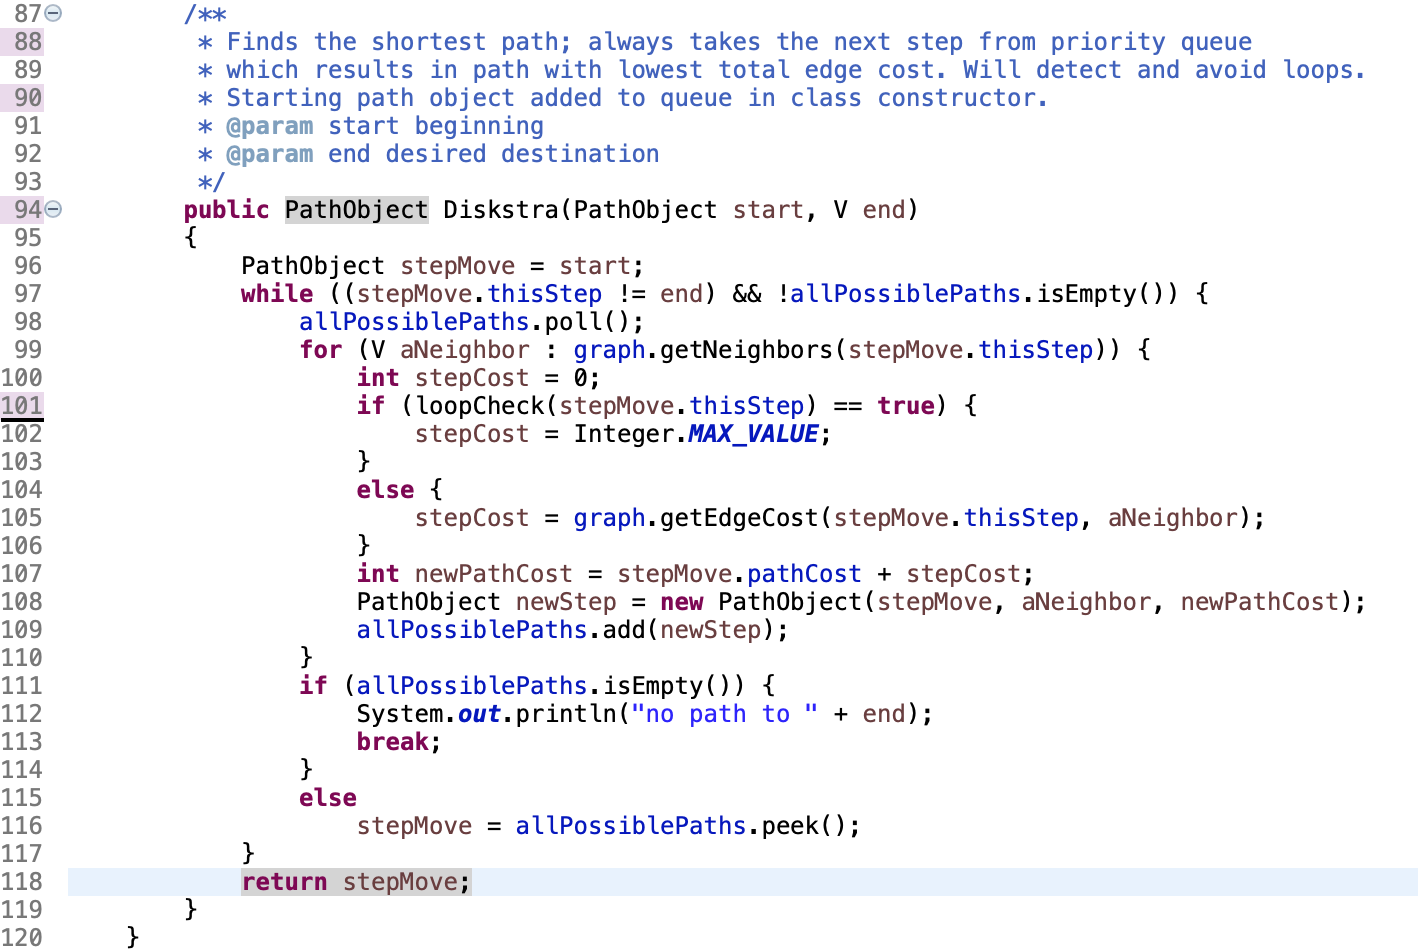 87 /**
88 * Finds the shortest path; always takes the next step from priority queue
89 * which results in path with lowest total edge cost. Will detect and avoid loops.
90 * Starting path object added to queue in class constructor.
91 * @param start beginning
92 * @param end desired destination
93 */
94 public PathObject Diskstra(PathObject start, V end)
95 {
96 PathObject stepMove = start;
97 while ((stepMove.thisStep != end) && !allPossiblePaths.isEmpty()) {
98 allPossiblePaths.poll();
99 for (V aNeighbor : graph.getNeighbors(stepMove.thisStep)) {
100 int stepCost = 0;
101 if (loopCheck(stepMove.thisStep) == true) {
102 stepCost = Integer.MAX_VALUE;
103 }
104 else {
105 stepCost = graph.getEdgeCost(stepMove.thisStep, aNeighbor);
106 }
107 int newPathCost = stepMove.pathCost + stepCost;
108 PathObject newStep = new PathObject(stepMove, aNeighbor, newPathCost);
109 allPossiblePaths.add(newStep);
110 }
111 if (allPossiblePaths.isEmpty()) {
112 System.out.println("no path to " + end);
113 break;
114 }
115 else
116 stepMove = allPossiblePaths.peek();
117 }
118 return stepMove;
119 }
120 }